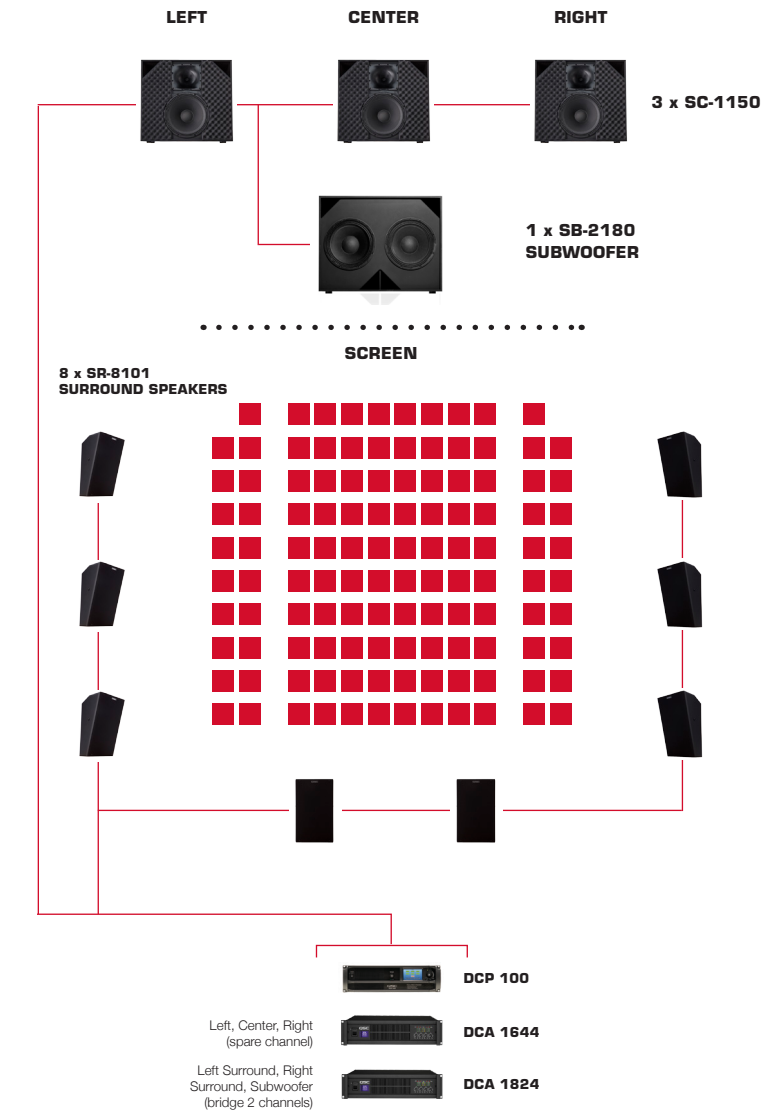 LEFT
CENTER
RIGHT
3 x SC-1150
1 x SB-2180
SUBWOOFER
SCREEN
8 x SR-8101
SURROUND SPEAKERS
DCP 100
Left, Center, Right
(spare channel)
DCA 1644
Left Surround, Right
Surround, Subwoofer
(bridge 2 channels)
DCA 1824